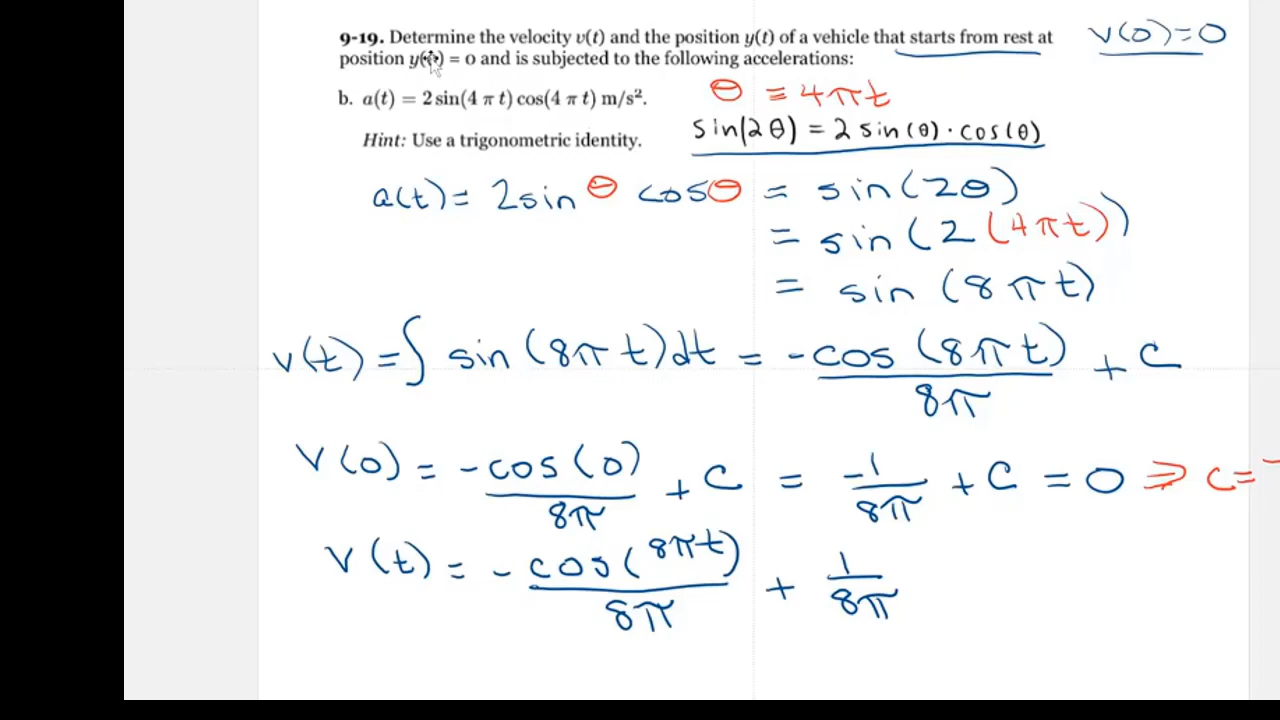 9-19. Determine the velocity v(t) and the position y(t) of a vehicle that starts from rest at
position y( ) = 0 and is subjected to the following accelerations:
v(0) = 0
b. a(t) = 2 sin(4 π t) cos(4 π t) m/s².
θ = 4πt
Hint: Use a trigonometric identity.
sin(2θ) = 2 sin(θ) · cos(θ)
a(t) = 2 sin θ cos θ = sin(2θ)
= sin(2(4πt))
= sin(8πt)
v(t) = ∫ sin(8πt)dt = -cos(8πt)/8π + C
v(0) = -cos(0)/8π + C = -1/8π + C = 0 ⇒ C =
v(t) = -cos(8πt)/8π + 1/8π